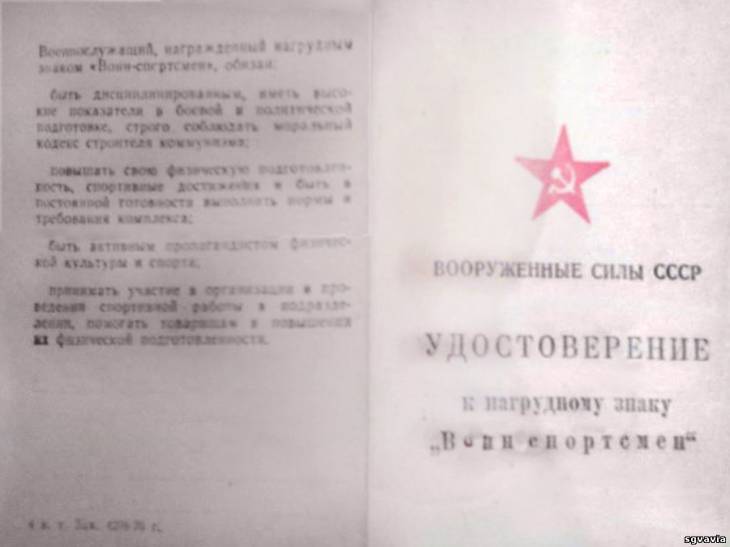 Военнослужащий, награжденный нагрудным
знаком «Воин-спортсмен», обязан:
быть дисциплинированным, иметь высо-
кие показатели в боевой и политической
подготовке, строго соблюдать моральный
кодекс строителя коммунизма;
повышать свою физическую подготовлен-
ность, спортивные достижения и быть в
постоянной готовности выполнить нормы и
требования комплекса;
быть активным пропагандистом физичес-
кой культуры и спорта;
принимать участие в организации и про-
ведении спортивной работы в подразде-
лении, помогать товарищам в повышении
их физической подготовленности.
4 в. т. Зак.
ВООРУЖЕННЫЕ СИЛЫ СССР
УДОСТОВЕРЕНИЕ
к нагрудному знаку
„Воин спортсмен“
sgvavia